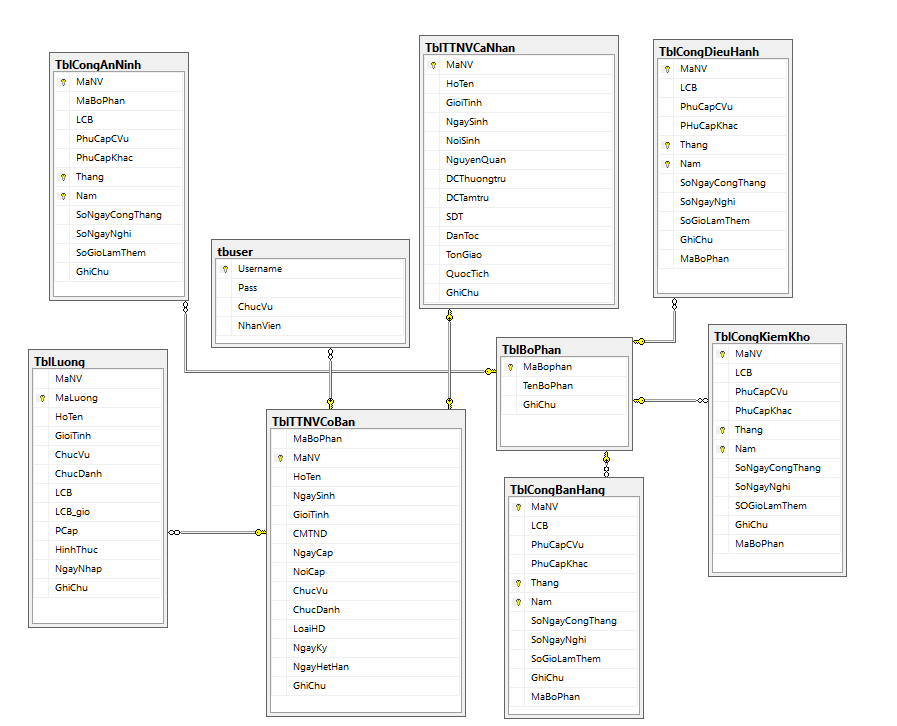 TblCongAnNinh
MaNV
MaBoPhan
LCB
PhuCapCVu
PhuCapKhac
Thang
Nam
SoNgayCongThang
SoNgayNghi
SoGioLamThem
GhiChu
tbuser
Username
Pass
ChucVu
NhanVien
TblTTNVCaNhan
MaNV
HoTen
GioiTinh
NgaySinh
NoiSinh
NguyenQuan
DCThuongtru
DCTamtru
SDT
DanToc
TonGiao
QuocTich
GhiChu
TblCongDieuHanh
MaNV
LCB
PhuCapCVu
PHuCapKhac
Thang
Nam
SoNgayCongThang
SoNgayNghi
SoGioLamThem
GhiChu
MaBoPhan
TblLuong
MaNV
MaLuong
HoTen
GioiTinh
ChucVu
ChucDanh
LCB
LCB_gio
PCap
HinhThuc
NgayNhap
GhiChu
TblTTNVCoBan
MaBoPhan
MaNV
HoTen
NgaySinh
GioiTinh
CMTND
NgayCap
NoiCap
ChucVu
ChucDanh
LoaiHD
NgayKy
NgayHetHan
GhiChu
TblBoPhan
MaBophan
TenBoPhan
GhiChu
TblCongBanHang
MaNV
LCB
PhuCapCVu
PhuCapKhac
Thang
Nam
SoNgayCongThang
SoNgayNghi
SoGioLamThem
GhiChu
MaBoPhan
TblCongKiemKho
MaNV
LCB
PhuCapCVu
PhuCapKhac
Thang
Nam
SoNgayCongThang
SoNgayNghi
SOGioLamThem
GhiChu
MaBoPhan